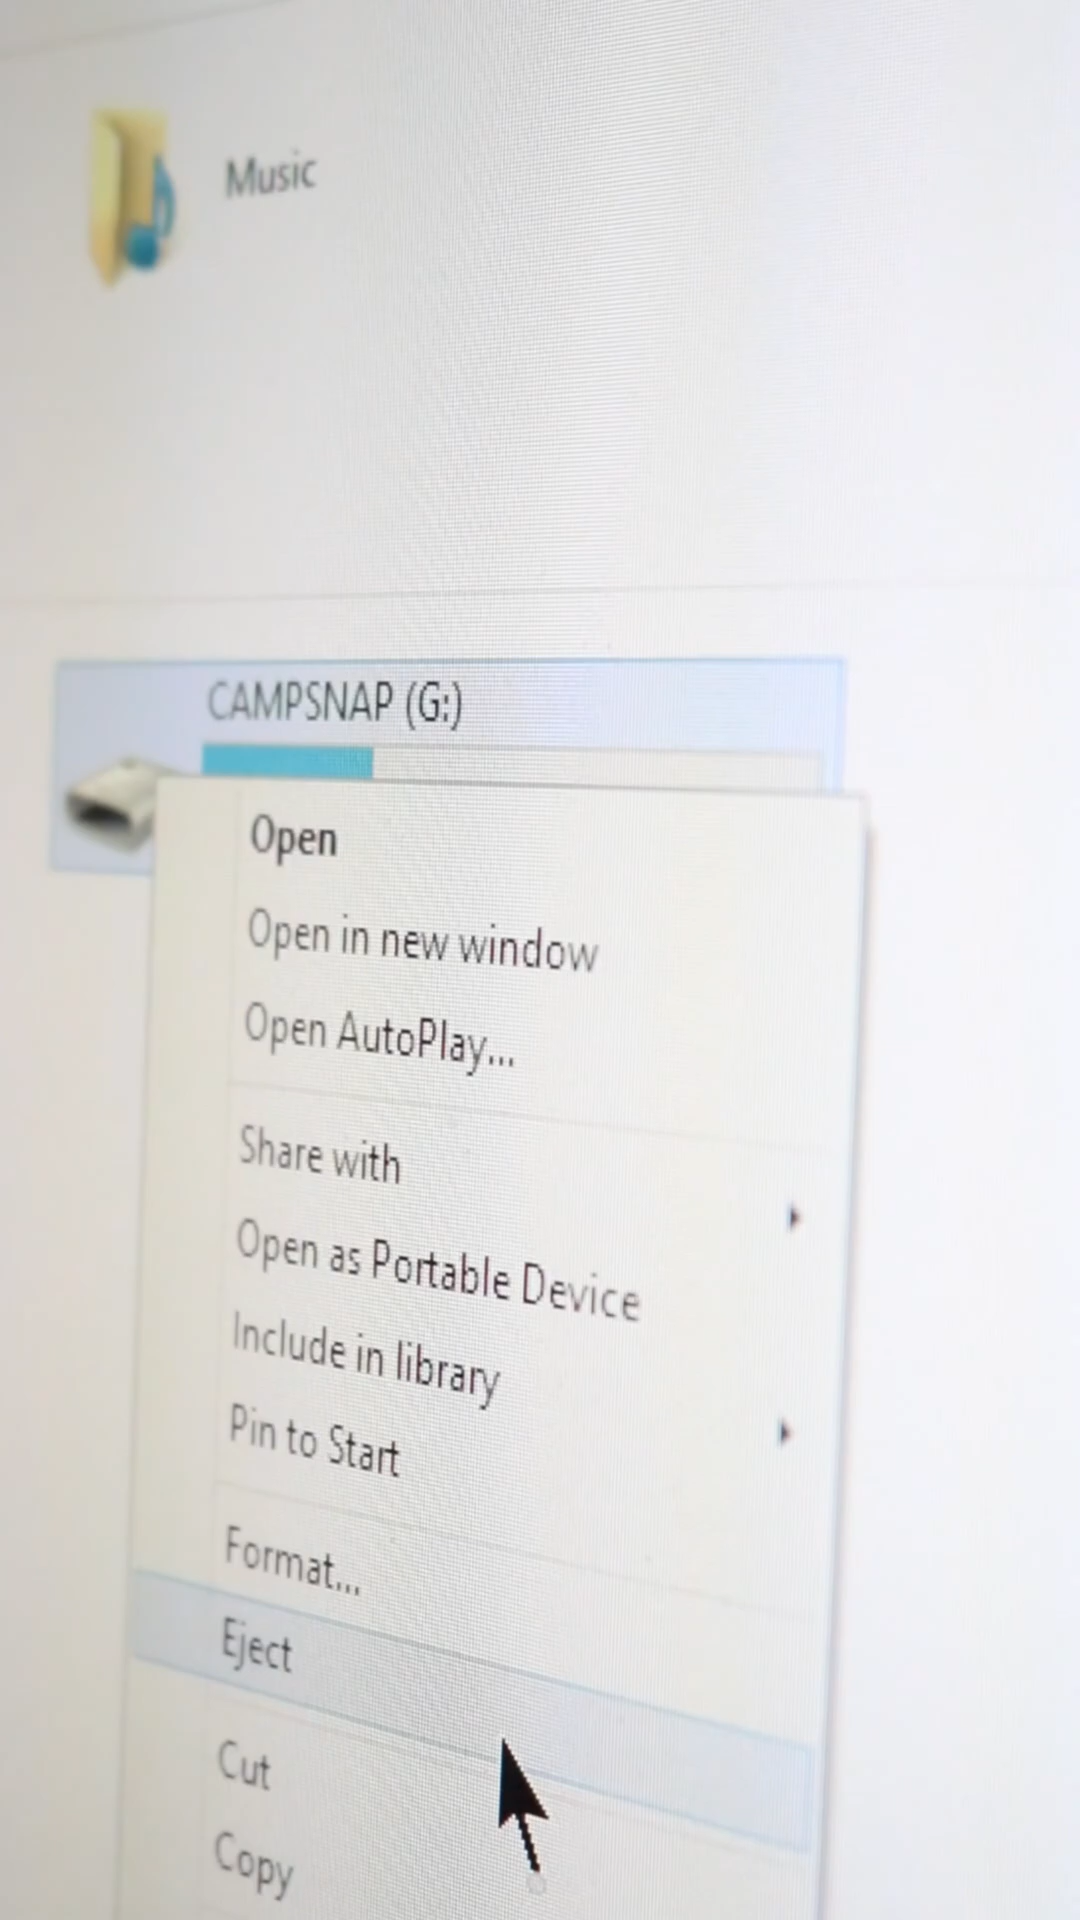 Music
CAMPSNAP (G:)
Open
Open in new window
Open AutoPlay...
Share with
Open as Portable Device
Include in library
Pin to Start
Format...
Eject
Cut
Copy